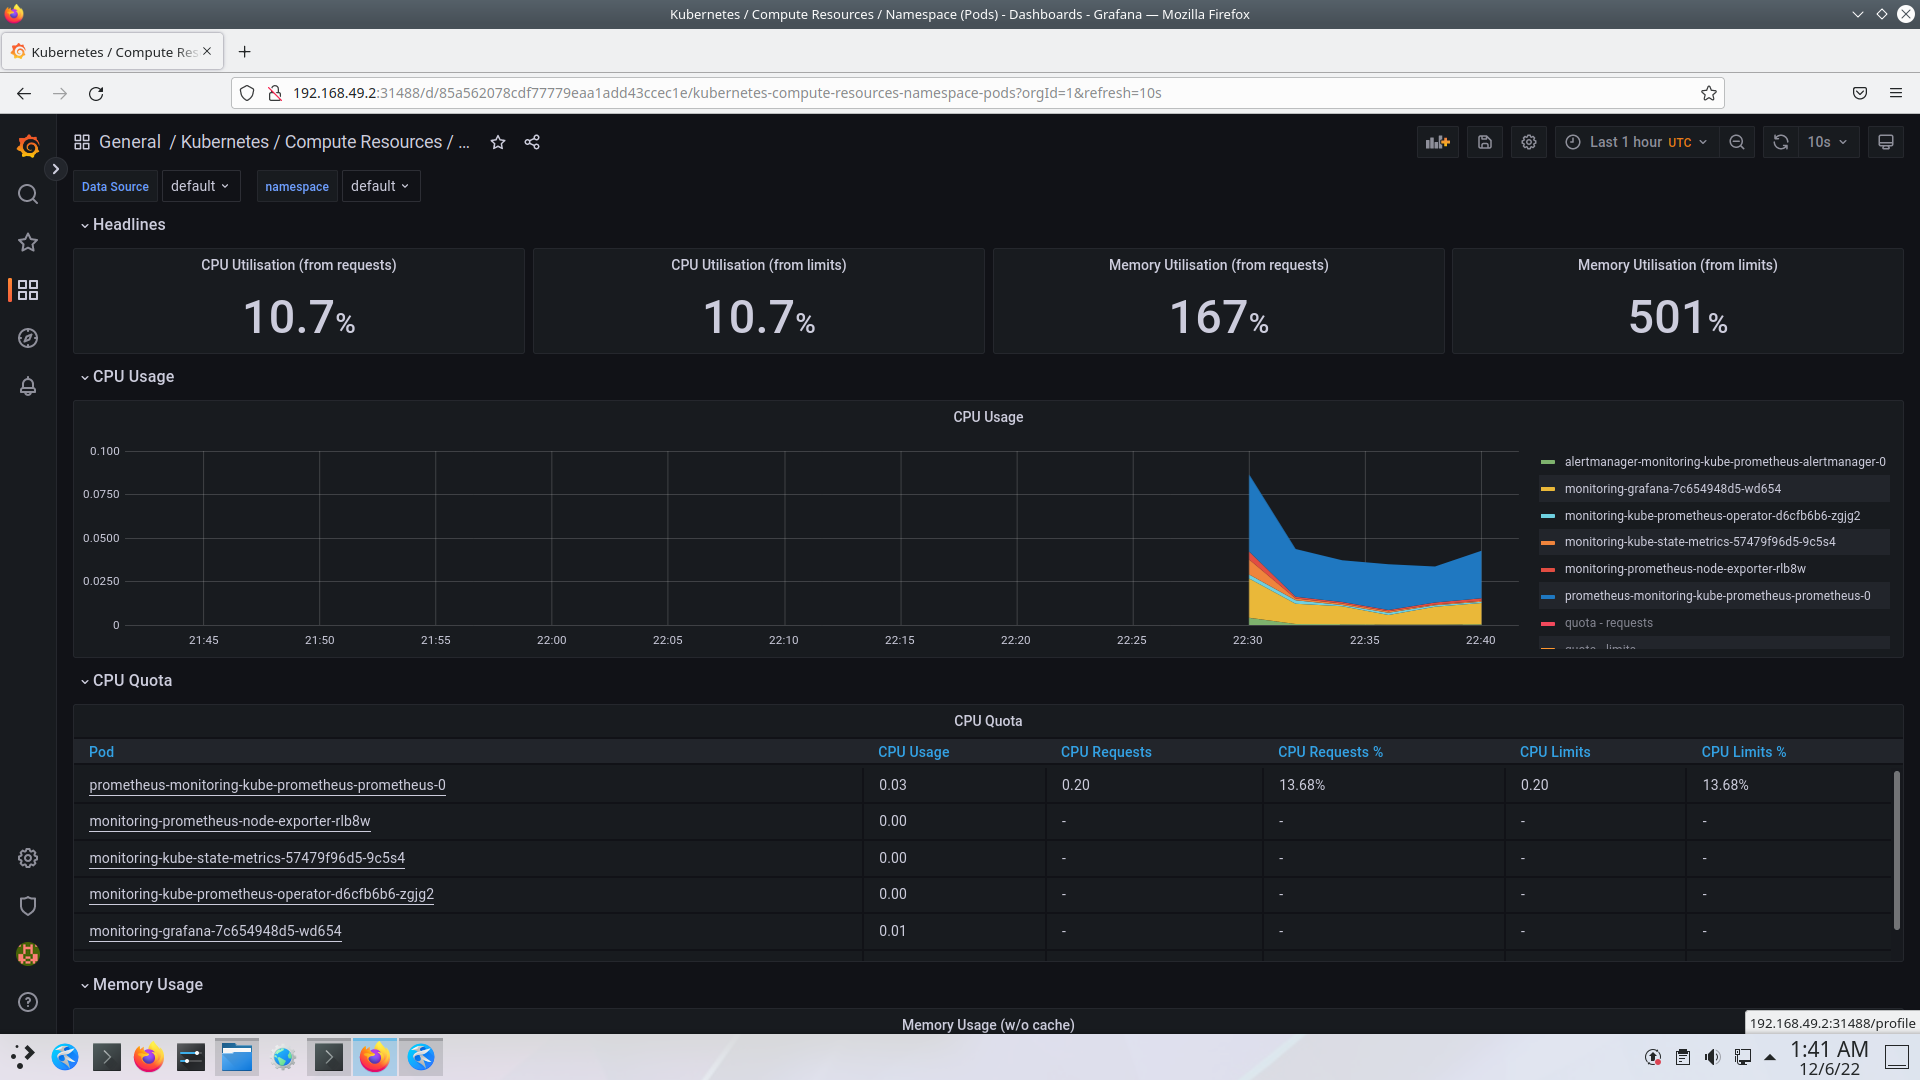 Kubernetes / Compute Resources / Namespace (Pods) - Dashboards - Grafana — Mozilla Firefox
Kubernetes / Compute Res
192.168.49.2:31488/d/85a562078cdf77779eaa1add43ccec1e/kubernetes-compute-resources-namespace-pods?orgId=1&refresh=10s
General / Kubernetes / Compute Resources / ...
Last 1 hour UTC
10s
Data Source default namespace default
Headlines
CPU Utilisation (from requests)
10.7%
CPU Utilisation (from limits)
10.7%
Memory Utilisation (from requests)
167%
Memory Utilisation (from limits)
501%
CPU Usage
CPU Usage
0.100
0.0750
0.0500
0.0250
0
21:45 21:50 21:55 22:00 22:05 22:10 22:15 22:20 22:25 22:30 22:35 22:40
alertmanager-monitoring-kube-prometheus-alertmanager-0
monitoring-grafana-7c654948d5-wd654
monitoring-kube-prometheus-operator-d6cfb6b6-zgjg2
monitoring-kube-state-metrics-57479f96d5-9c5s4
monitoring-prometheus-node-exporter-rlb8w
prometheus-monitoring-kube-prometheus-prometheus-0
quota - requests
quota - limits
CPU Quota
CPU Quota
Pod CPU Usage CPU Requests CPU Requests % CPU Limits CPU Limits %
prometheus-monitoring-kube-prometheus-prometheus-0 0.03 0.20 13.68% 0.20 13.68%
monitoring-prometheus-node-exporter-rlb8w 0.00 - - - -
monitoring-kube-state-metrics-57479f96d5-9c5s4 0.00 - - - -
monitoring-kube-prometheus-operator-d6cfb6b6-zgjg2 0.00 - - - -
monitoring-grafana-7c654948d5-wd654 0.01 - - - -
Memory Usage
Memory Usage (w/o cache)
192.168.49.2:31488/profile
1:41 AM
12/6/22